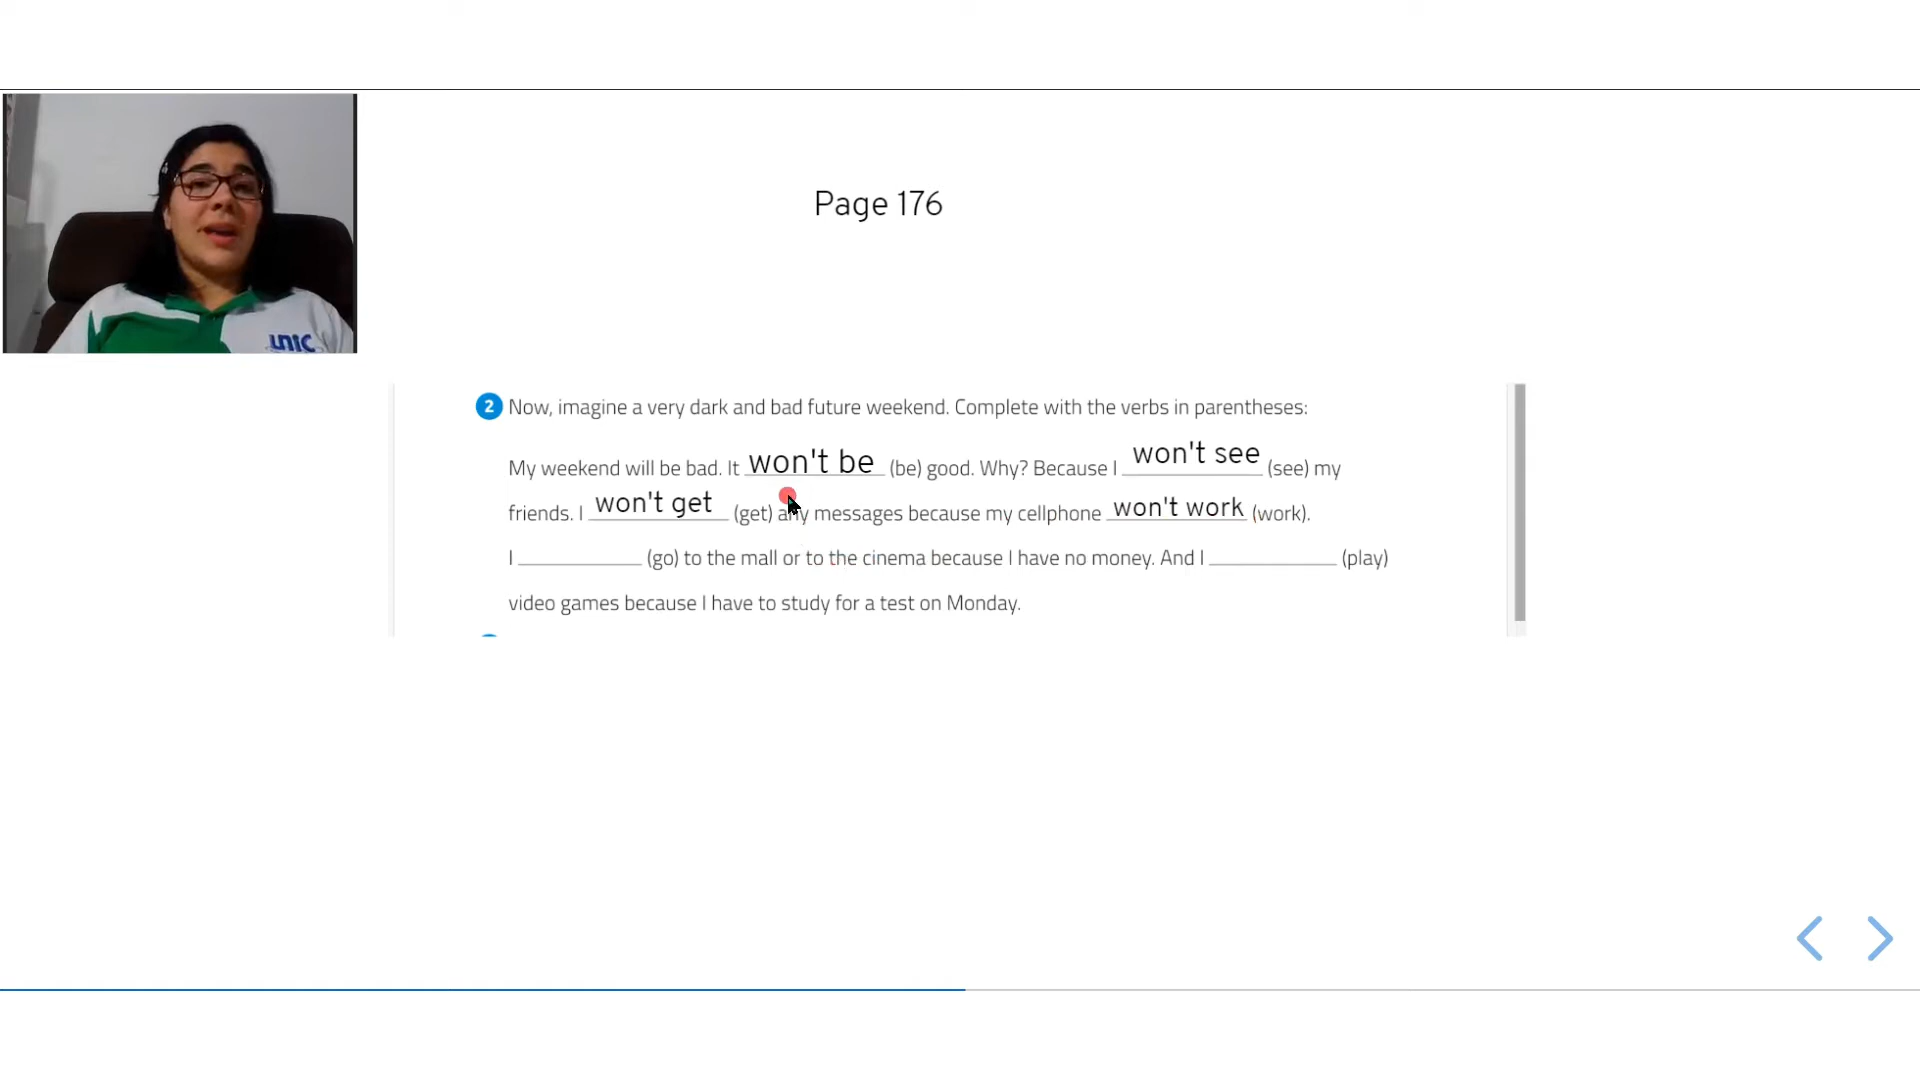 unic
Page 176
2 Now, imagine a very dark and bad future weekend. Complete with the verbs in parentheses:
My weekend will be bad. It won't be (be) good. Why? Because I won't see (see) my
friends. I won't get (get) any messages because my cellphone won't work (work).
I ____________ (go) to the mall or to the cinema because I have no money. And I ____________ (play)
video games because I have to study for a test on Monday.